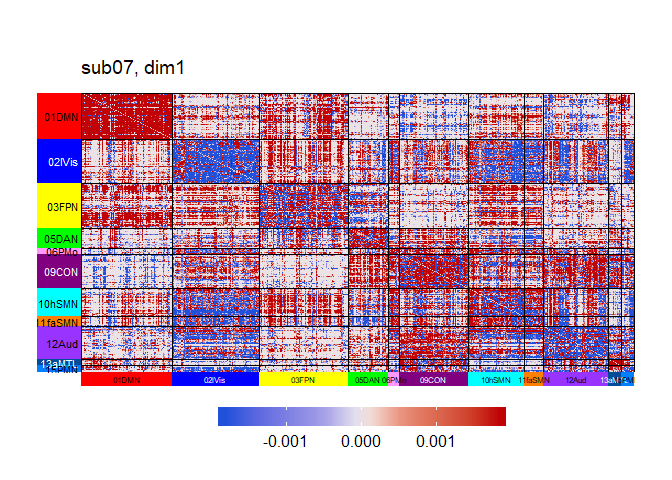 sub07, dim1
01DMN
02lVis
03FPN
05DAN
06PMo
09CON
10hSMN
11faSMN
12Aud
13aMTL
01DMN
02lVis
03FPN
05DAN
06PMo
09CON
10hSMN
11faSMN
12Aud
-0.001
0.000
0.001